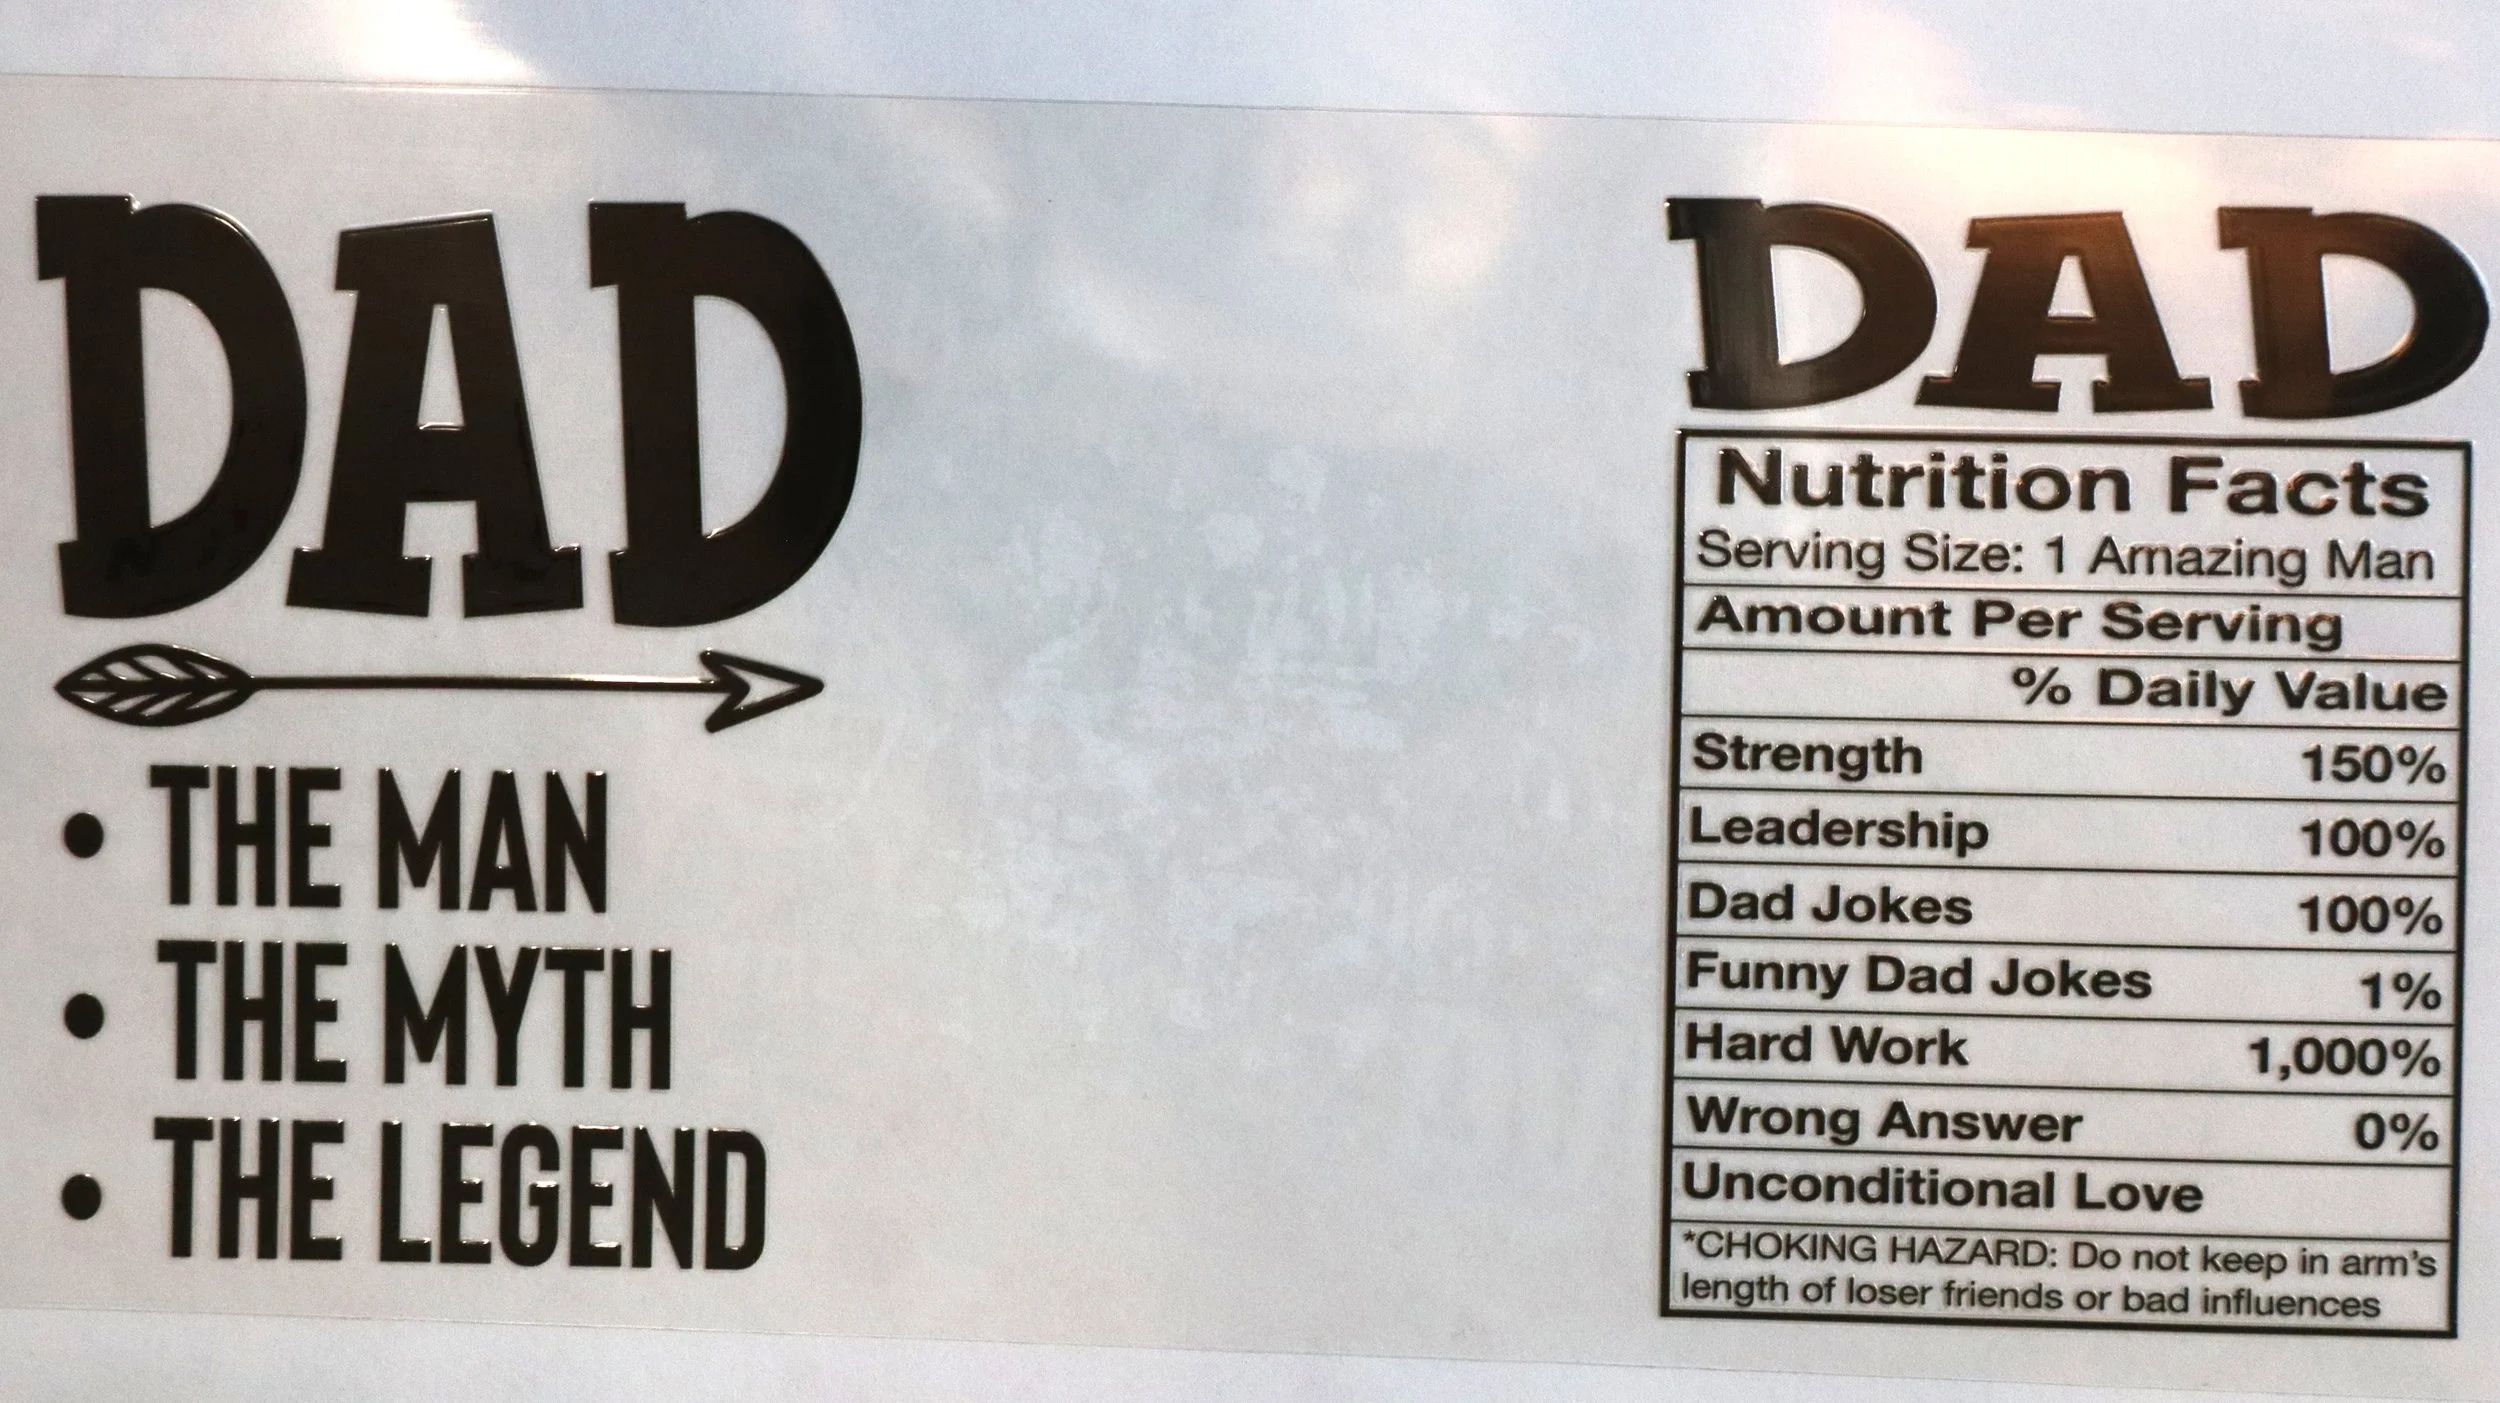 DAD
• THE MAN
• THE MYTH
• THE LEGEND
DAD
Nutrition Facts
Serving Size: 1 Amazing Man
Amount Per Serving
% Daily Value
Strength 150%
Leadership 100%
Dad Jokes 100%
Funny Dad Jokes 1%
Hard Work 1,000%
Wrong Answer 0%
Unconditional Love
*CHOKING HAZARD: Do not keep in arm's
length of loser friends or bad influences